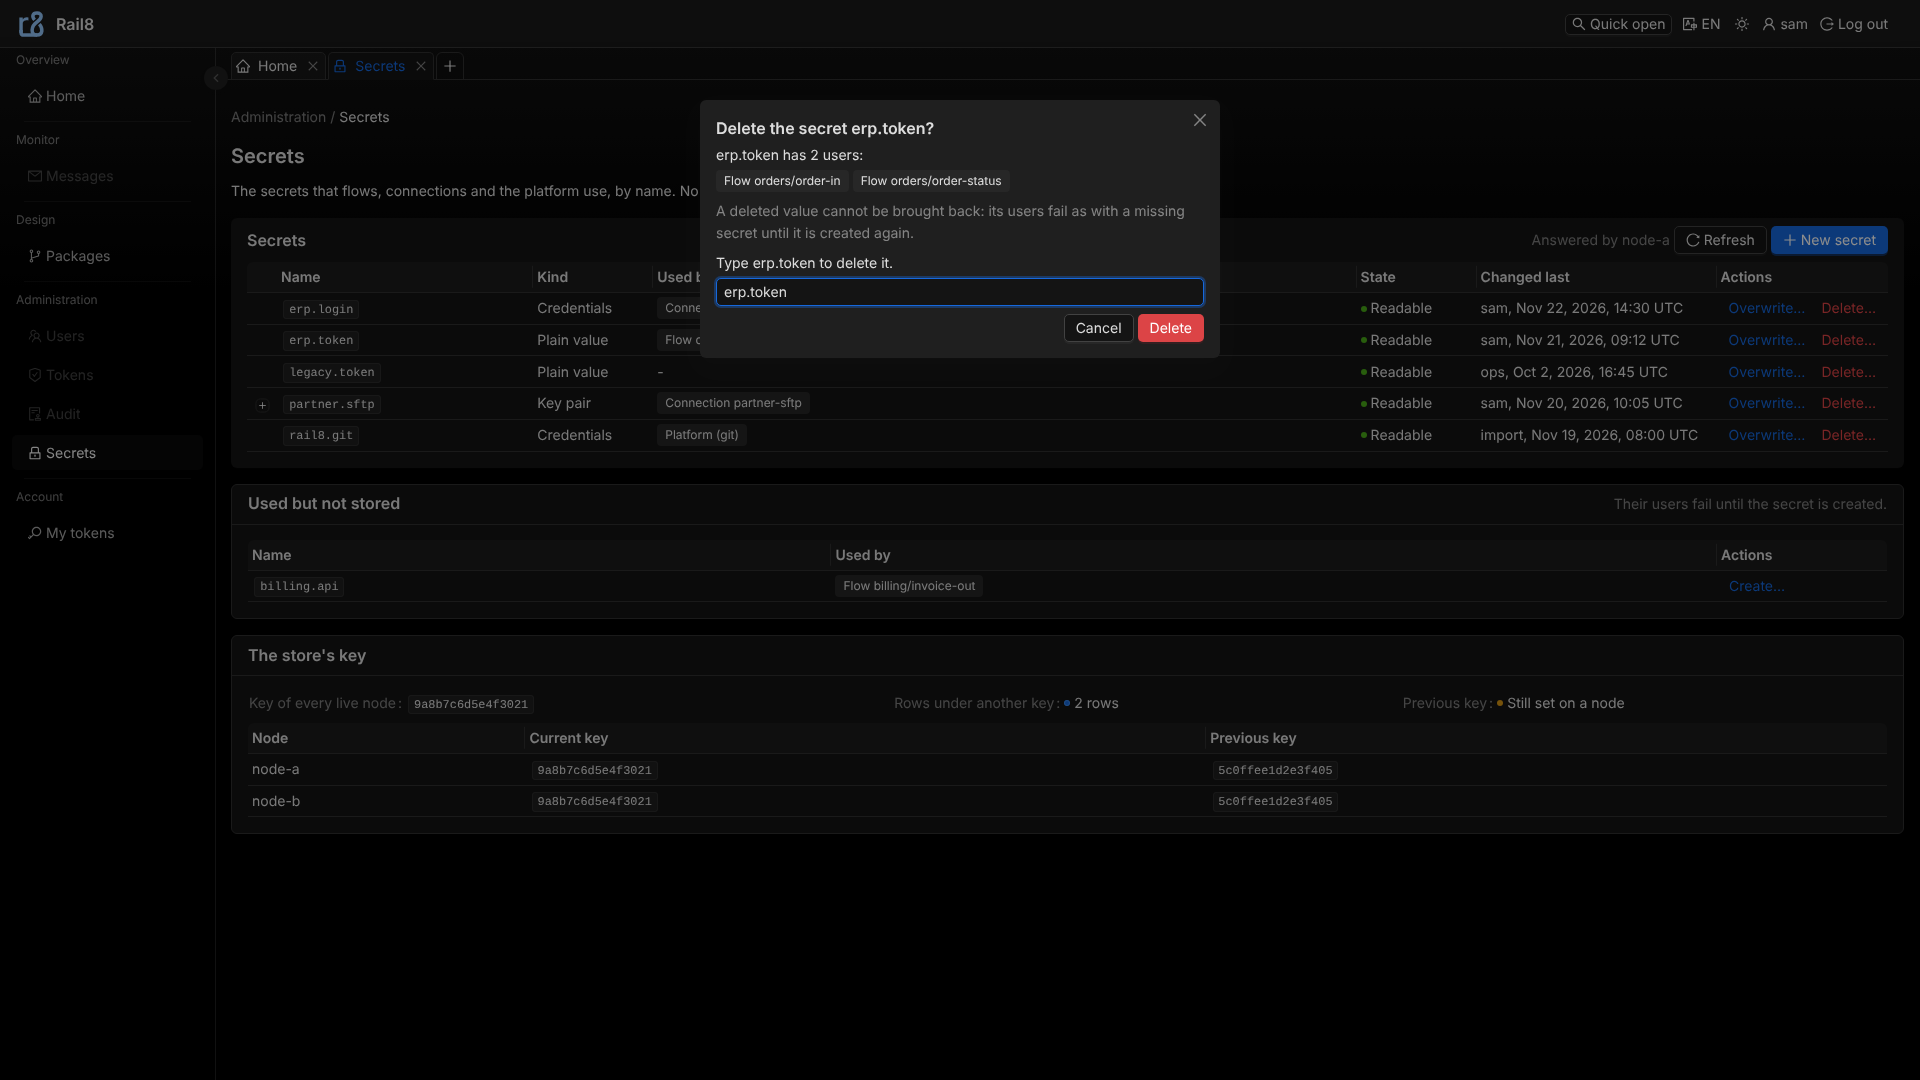 Rail8
Quick open
EN
sam
Log out
Overview
Home
Monitor
Messages
Design
Packages
Administration
Users
Tokens
Audit
Secrets
Account
My tokens
Home
Secrets
Administration / Secrets
Secrets
The secrets that flows, connections and the platform use, by name. No
Delete the secret erp.token?
erp.token has 2 users:
Flow orders/order-in Flow orders/order-status
A deleted value cannot be brought back: its users fail as with a missing
secret until it is created again.
Type erp.token to delete it.
erp.token
Cancel Delete
Secrets
Answered by node-a Refresh New secret
Name Kind Used State Changed last Actions
erp.login Credentials Readable sam, Nov 22, 2026, 14:30 UTC Overwrite... Delete...
erp.token Plain value Flow Readable sam, Nov 21, 2026, 09:12 UTC Overwrite... Delete...
legacy.token Plain value - Readable ops, Oct 2, 2026, 16:45 UTC Overwrite... Delete...
partner.sftp Key pair Connection partner-sftp Readable sam, Nov 20, 2026, 10:05 UTC Overwrite... Delete...
rail8.git Credentials Platform (git) Readable import, Nov 19, 2026, 08:00 UTC Overwrite... Delete...
Used but not stored Their users fail until the secret is created.
Name Used by Actions
billing.api Flow billing/invoice-out Create...
The store's key
Key of every live node: 9a8b7c6d5e4f3021 Rows under another key: 2 rows Previous key: Still set on a node
Node Current key Previous key
node-a 9a8b7c6d5e4f3021 5c0ffee1d2e3f405
node-b 9a8b7c6d5e4f3021 5c0ffee1d2e3f405